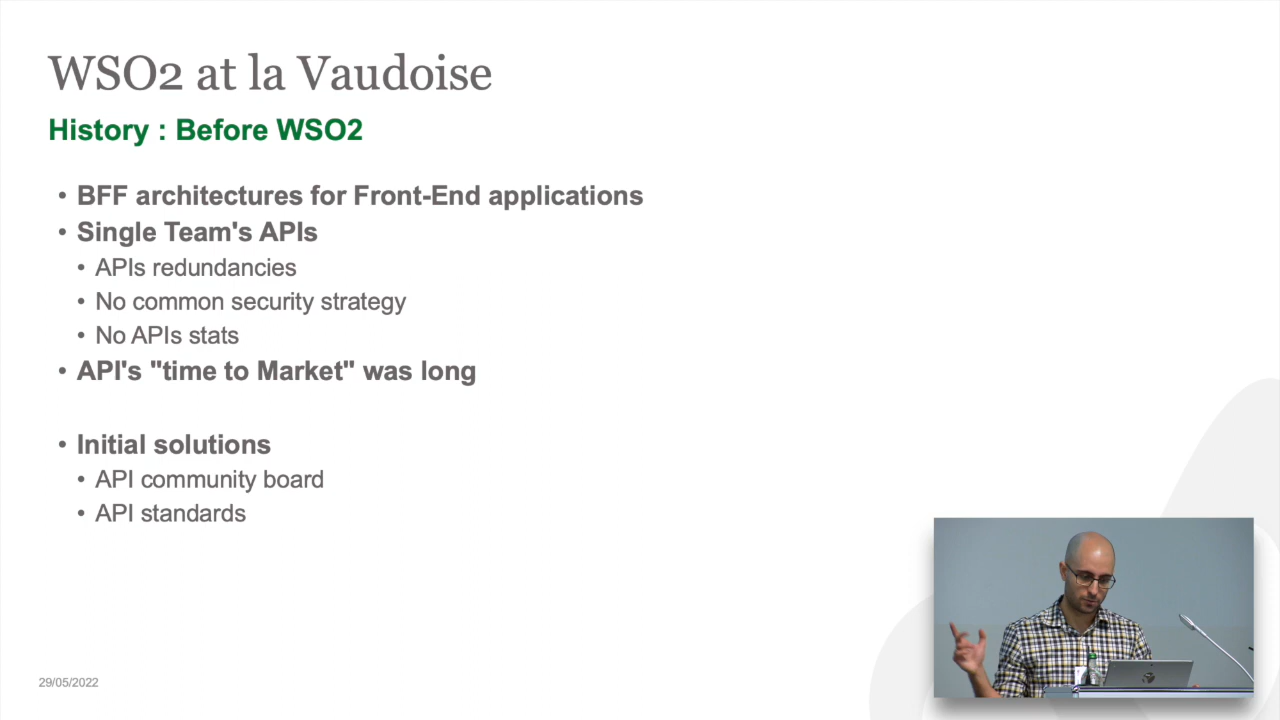 WSO2 at la Vaudoise
History : Before WSO2
• BFF architectures for Front-End applications
• Single Team's APIs
• APIs redundancies
• No common security strategy
• No APIs stats
• API's "time to Market" was long
• Initial solutions
• API community board
• API standards
29/05/2022